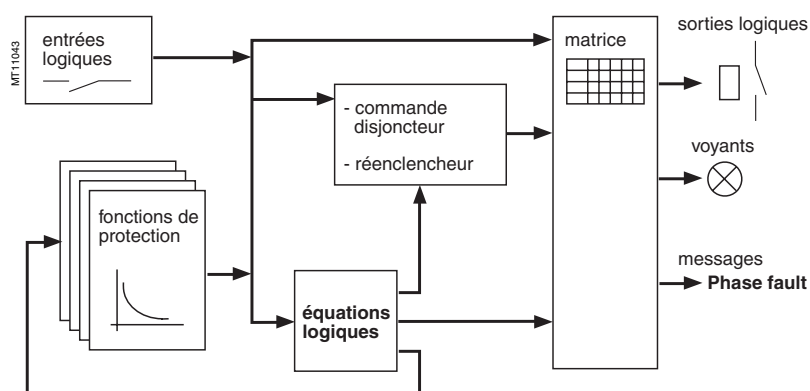 MT11043
entrées
logiques
matrice
sorties logiques
- commande
disjoncteur
- réenclencheur
voyants
fonctions de
protection
messages
Phase fault
équations
logiques